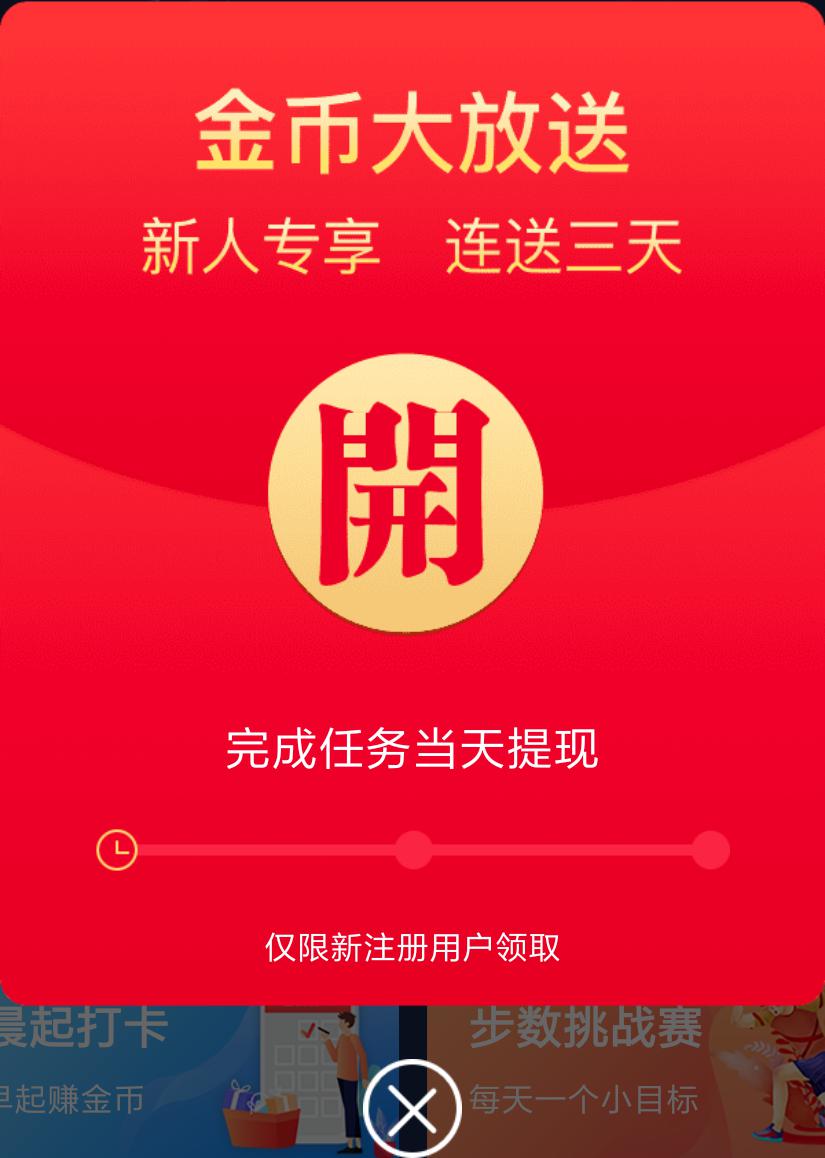 金币大放送
新人专享 连送三天
開
完成任务当天提现
仅限新注册用户领取
晨起打卡
步数挑战赛
早起赚金币
每天一个小目标